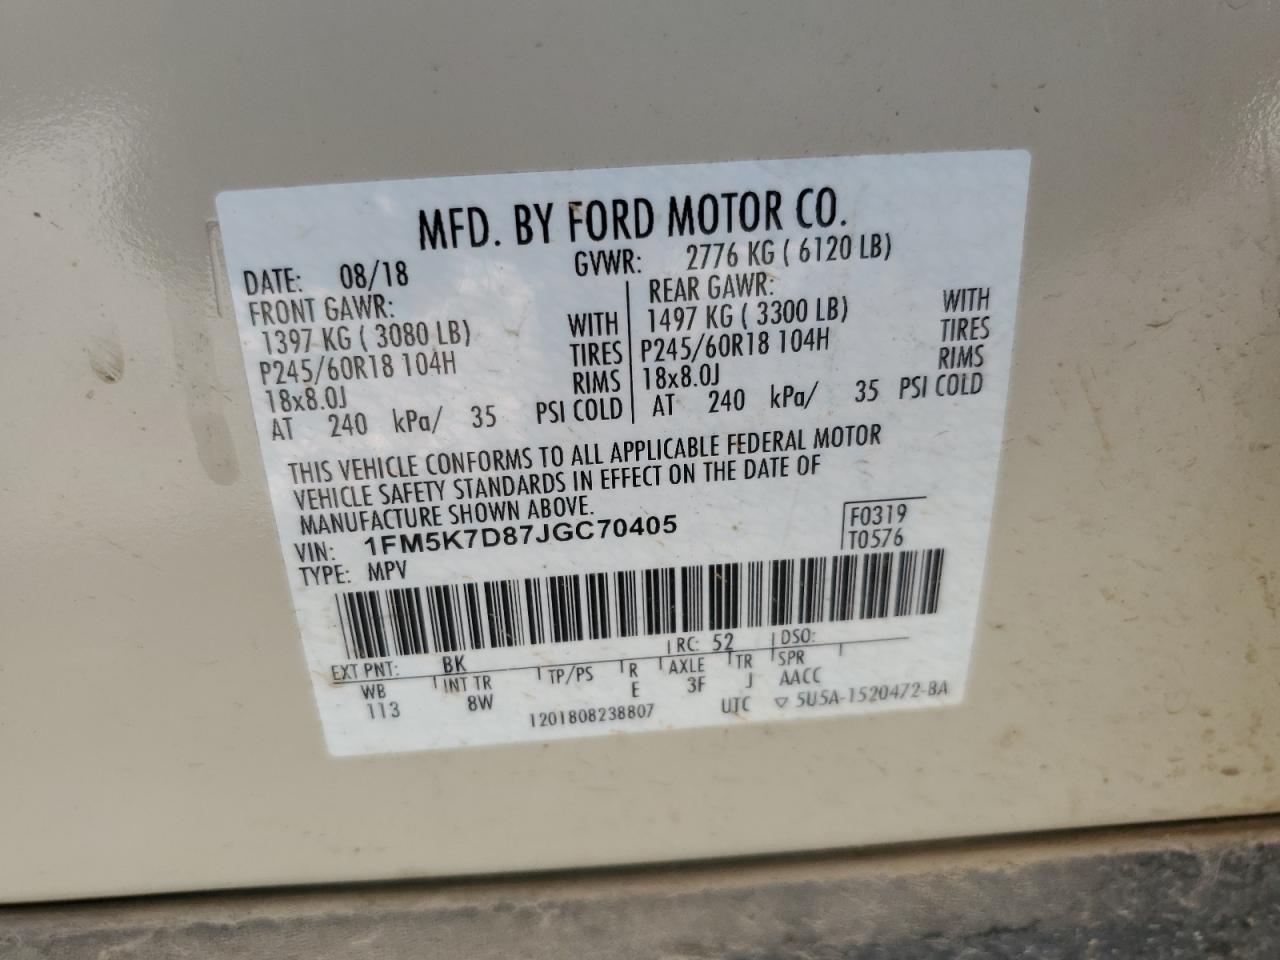 MFD. BY FORD MOTOR CO.
DATE: 08/18 GVWR: 2776 KG ( 6120 LB)
FRONT GAWR: REAR GAWR:
1397 KG ( 3080 LB) WITH 1497 KG ( 3300 LB) WITH
P245/60R18 104H TIRES P245/60R18 104H TIRES
18x8.0J RIMS 18x8.0J RIMS
AT 240 kPa/ 35 PSI COLD AT 240 kPa/ 35 PSI COLD
THIS VEHICLE CONFORMS TO ALL APPLICABLE FEDERAL MOTOR
VEHICLE SAFETY STANDARDS IN EFFECT ON THE DATE OF
MANUFACTURE SHOWN ABOVE.
VIN: 1FM5K7D87JGC70405 F0319
TYPE: MPV T0576
EXT PNT: BK RC: 52 DSO:
WB INT TR TP/PS R AXLE TR SPR
113 8W E 3F J AACC
1201808238807 UTC ▽ 5U5A-1520472-BA